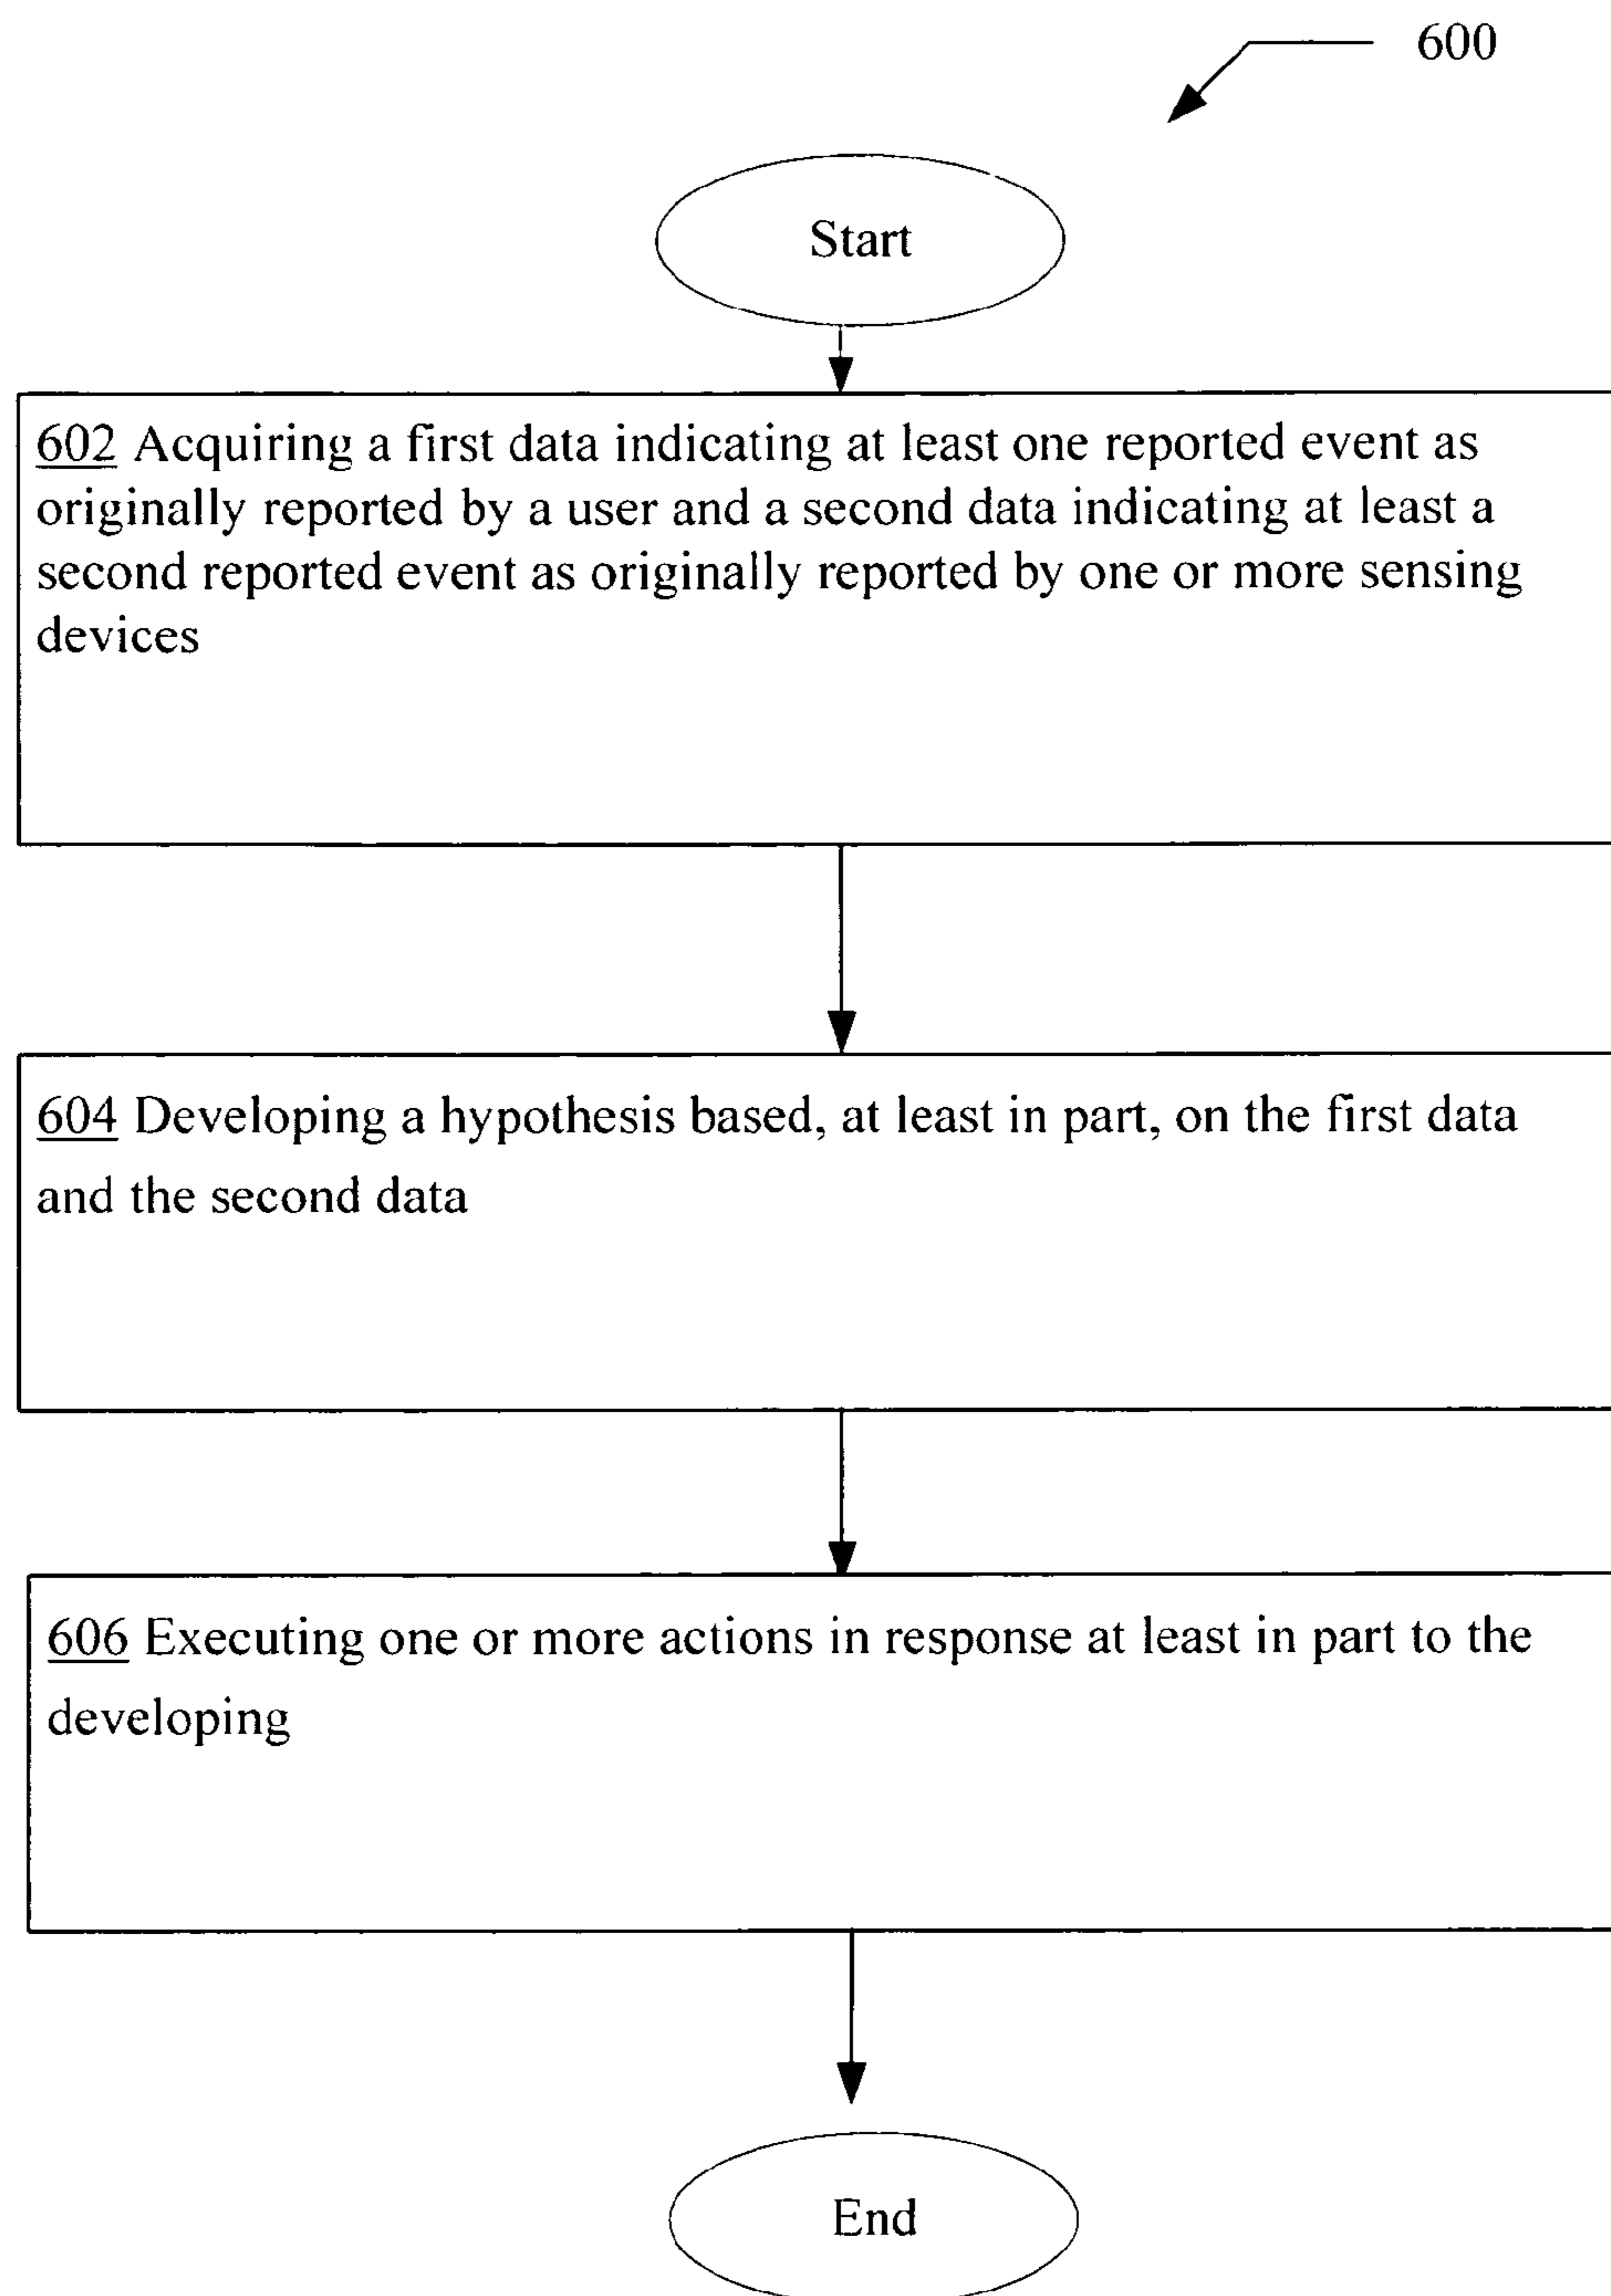 600
Start
602 Acquiring a first data indicating at least one reported event as
originally reported by a user and a second data indicating at least a
second reported event as originally reported by one or more sensing
devices
604 Developing a hypothesis based, at least in part, on the first data
and the second data
606 Executing one or more actions in response at least in part to the
developing
End